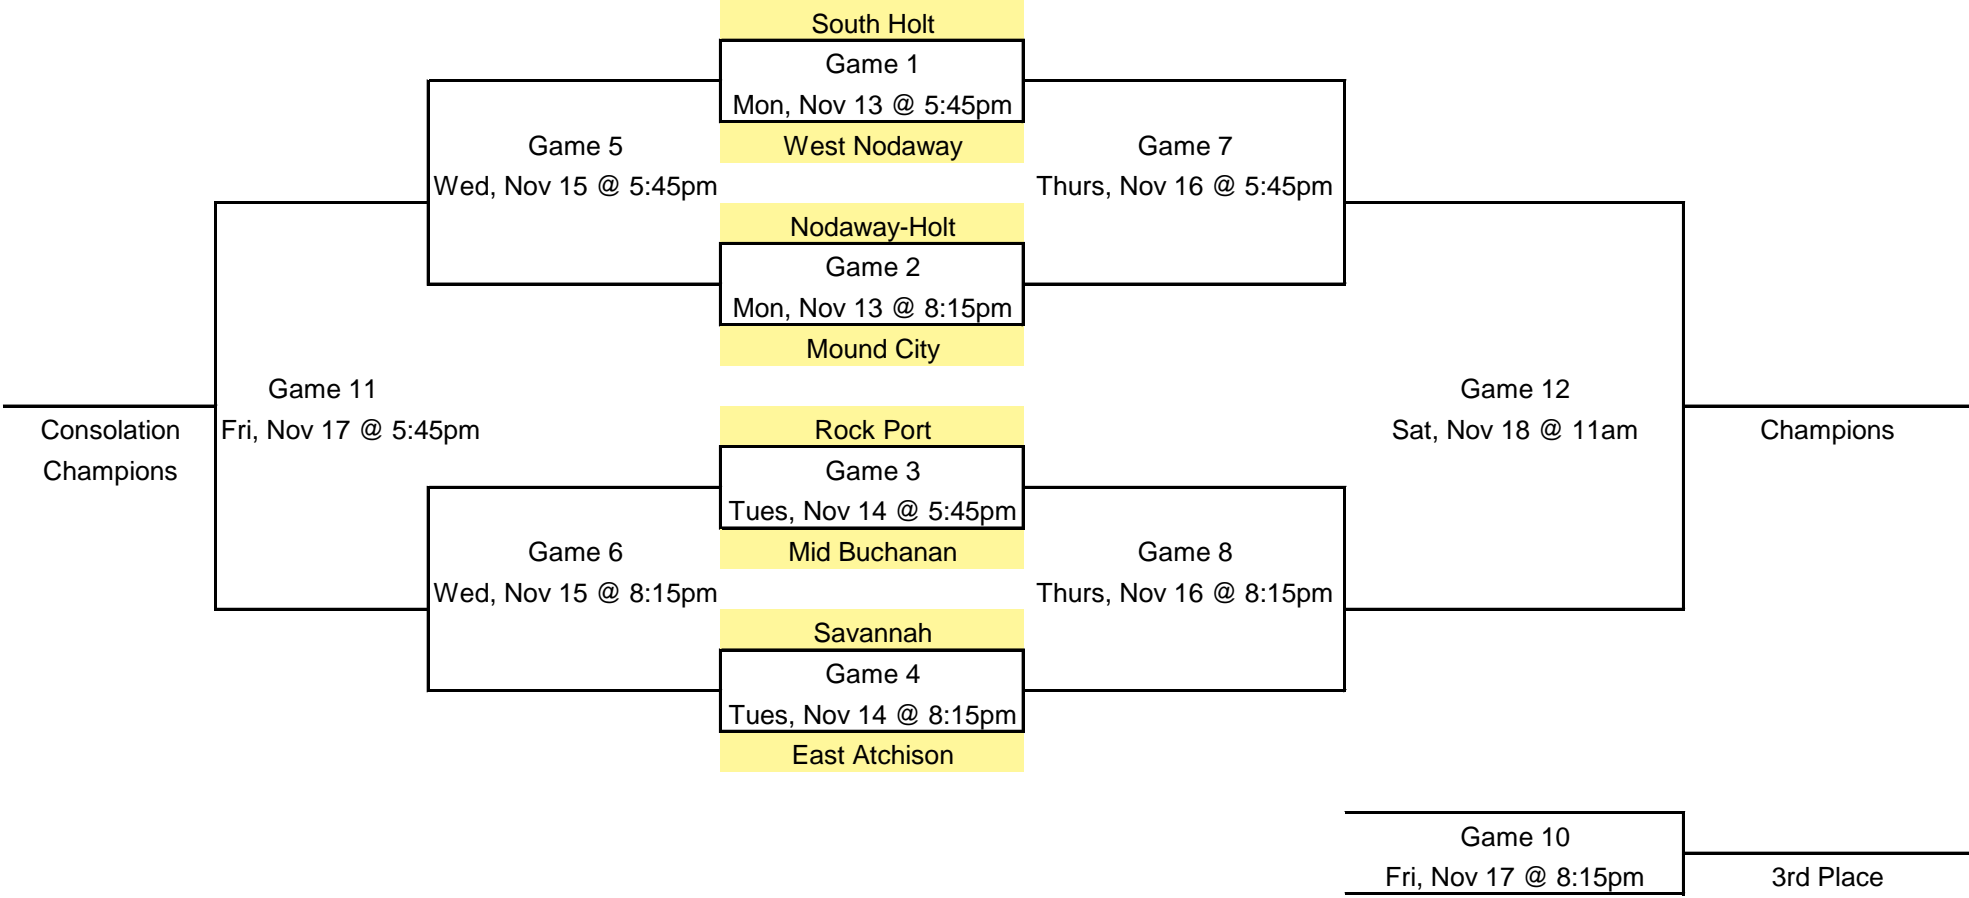 South Holt
Game 1
Mon, Nov 13 @ 5:45pm
West Nodaway
Game 5
Wed, Nov 15 @ 5:45pm
Game 7
Thurs, Nov 16 @ 5:45pm
Nodaway-Holt
Game 2
Mon, Nov 13 @ 8:15pm
Mound City
Game 11
Fri, Nov 17 @ 5:45pm
Consolation
Champions
Game 12
Sat, Nov 18 @ 11am
Champions
Rock Port
Game 3
Tues, Nov 14 @ 5:45pm
Mid Buchanan
Game 6
Wed, Nov 15 @ 8:15pm
Game 8
Thurs, Nov 16 @ 8:15pm
Savannah
Game 4
Tues, Nov 14 @ 8:15pm
East Atchison
Game 10
Fri, Nov 17 @ 8:15pm
3rd Place